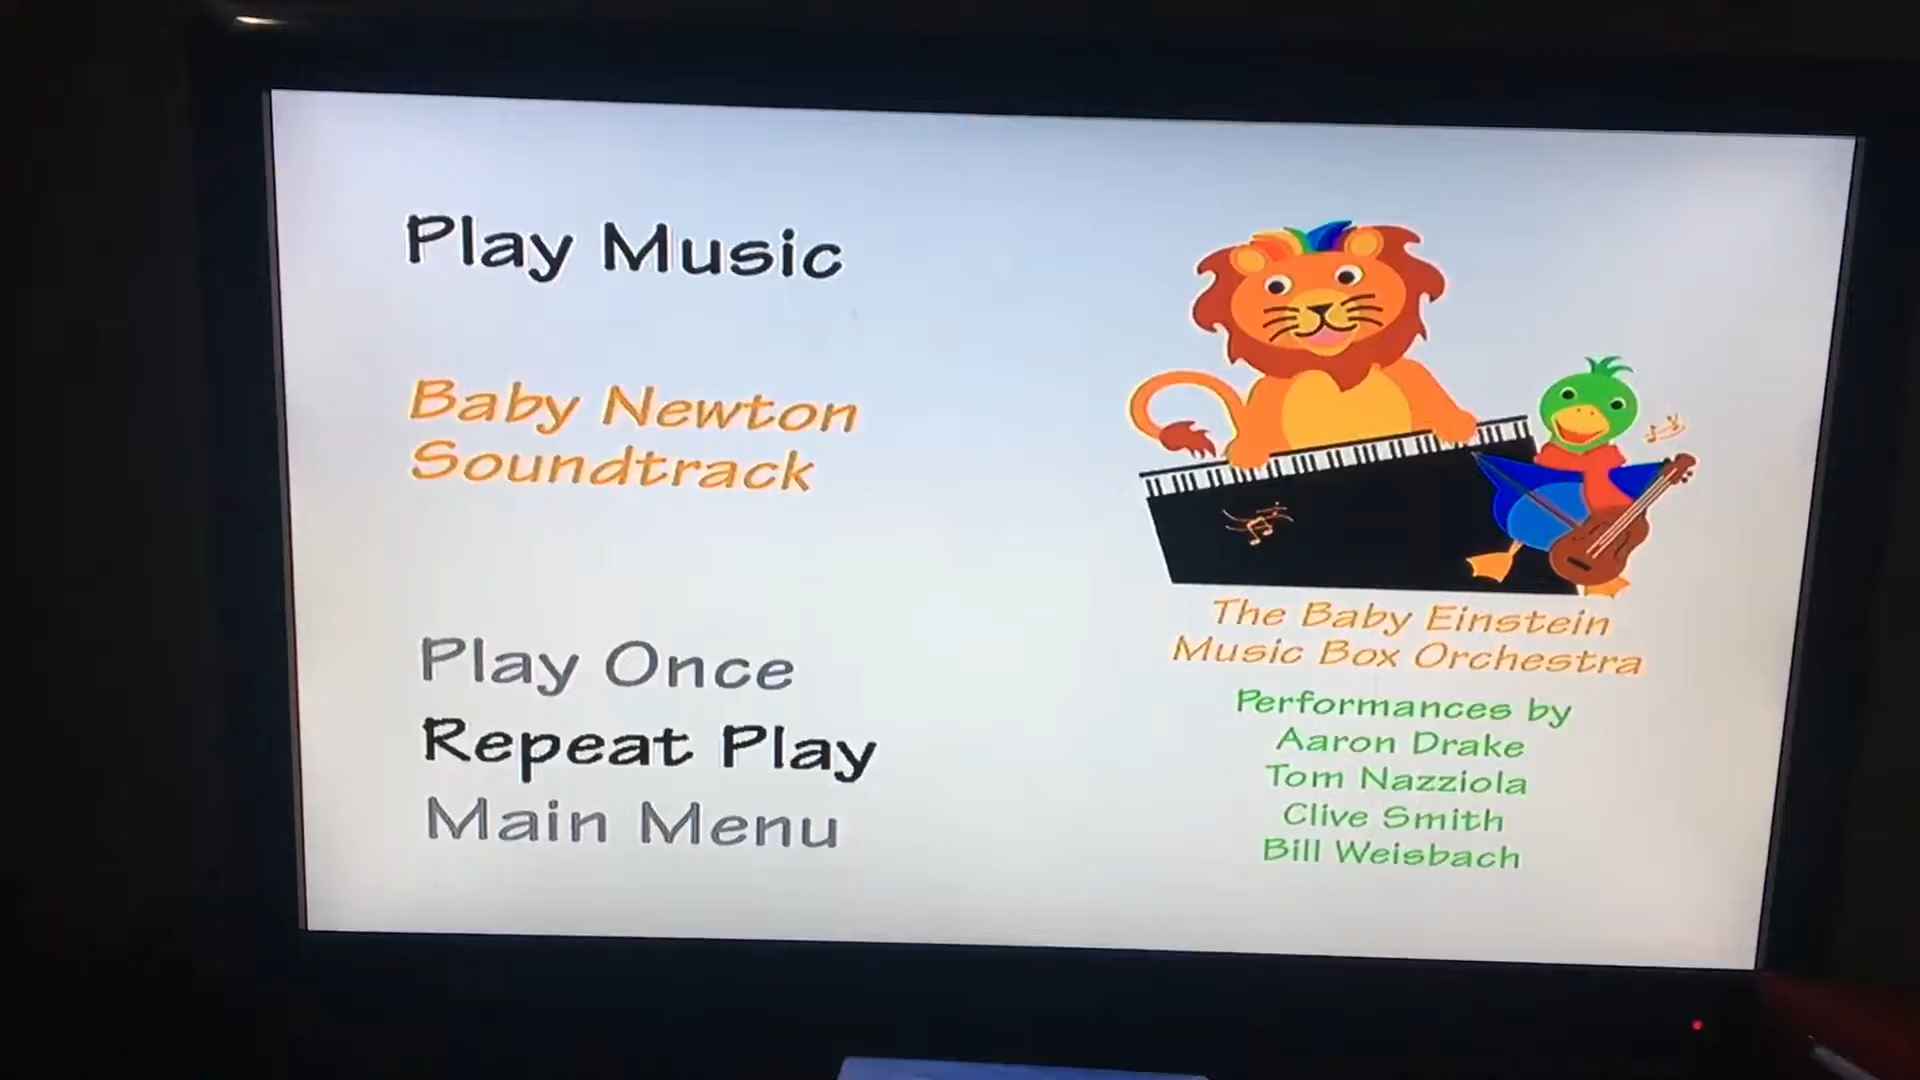 Play Music
Baby Newton
Soundtrack
Play Once
Repeat Play
Main Menu
The Baby Einstein
Music Box Orchestra
Performances by
Aaron Drake
Tom Nazziola
Clive Smith
Bill Weisbach